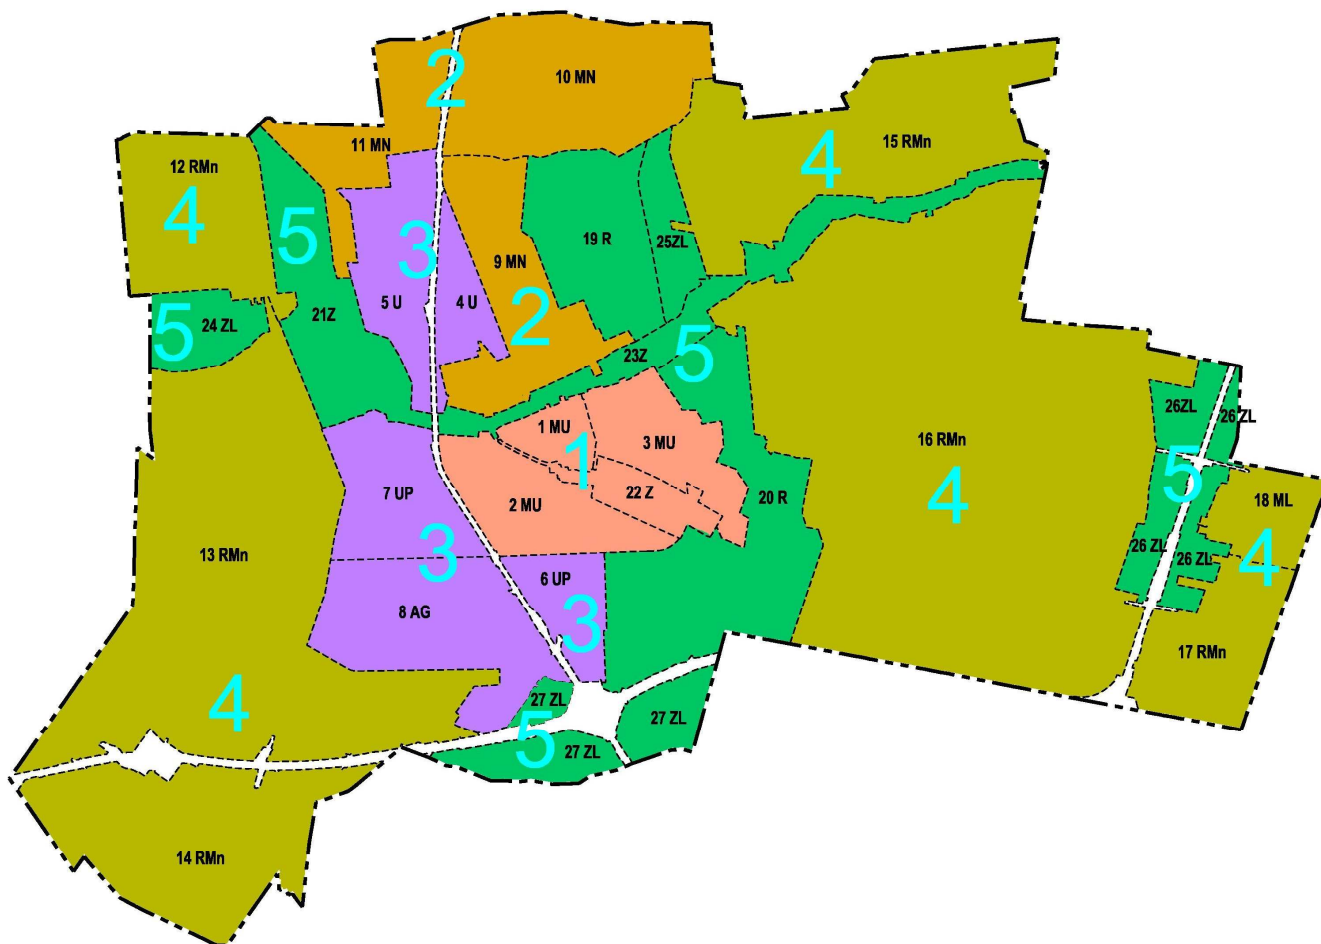 2
10 MN
11 MN
15 RMn
4
12 RMn
4
5
3
19 R
25ZL
9 MN
5 U
4 U
2
21Z
24 ZL
5
23Z
5
26ZL
26 ZL
1 MU
3 MU
1
16 RMn
4
5
22 Z
20 R
2 MU
7 UP
18 ML
13 RMn
3
26 ZL
26 ZL
4
6 UP
8 AG
3
17 RMn
4
27 ZL
27 ZL
5
27 ZL
14 RMn